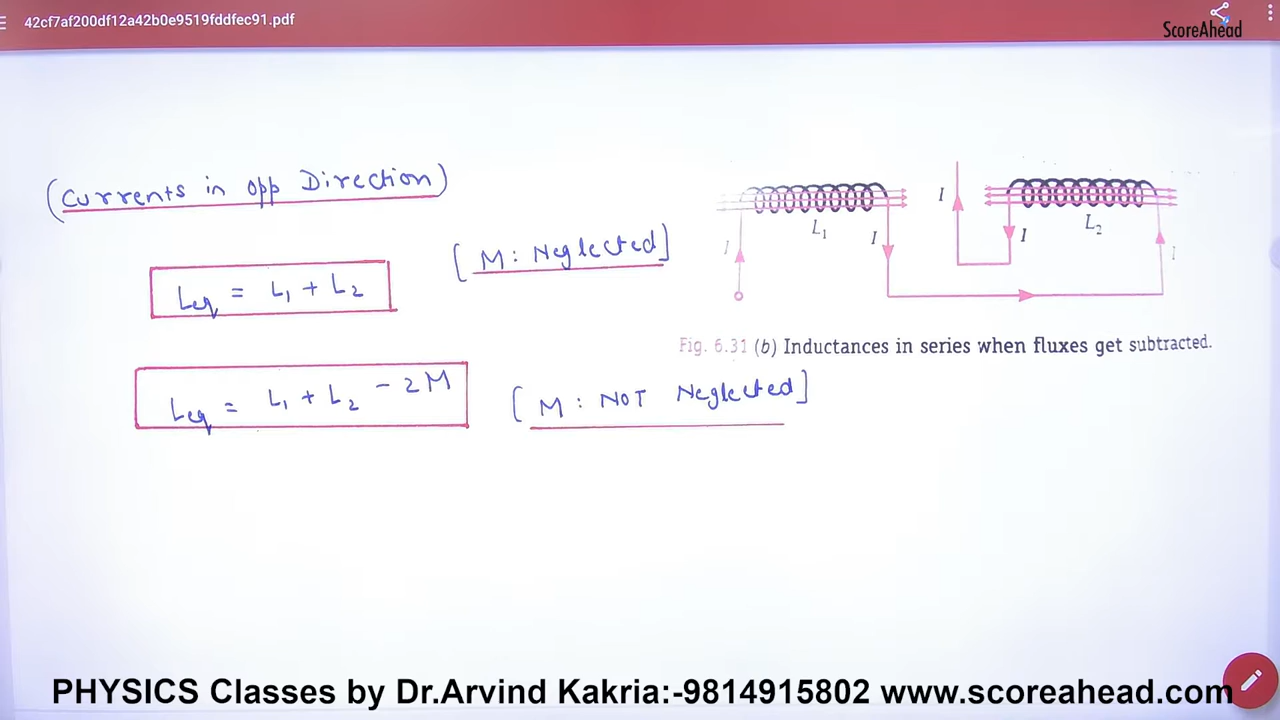 42cf7af200df12a42b0e9519fddfec91.pdf
ScoreAhead
(Currents in opp Direction)
[M : Neglected]
Leq = L1 + L2
I
L1
I
I
I
L2
I
Fig. 6.31 (b) Inductances in series when fluxes get subtracted.
Leq = L1 + L2 - 2M
[M : NOT Neglected]
PHYSICS Classes by Dr.Arvind Kakria:-9814915802 www.scoreahead.com